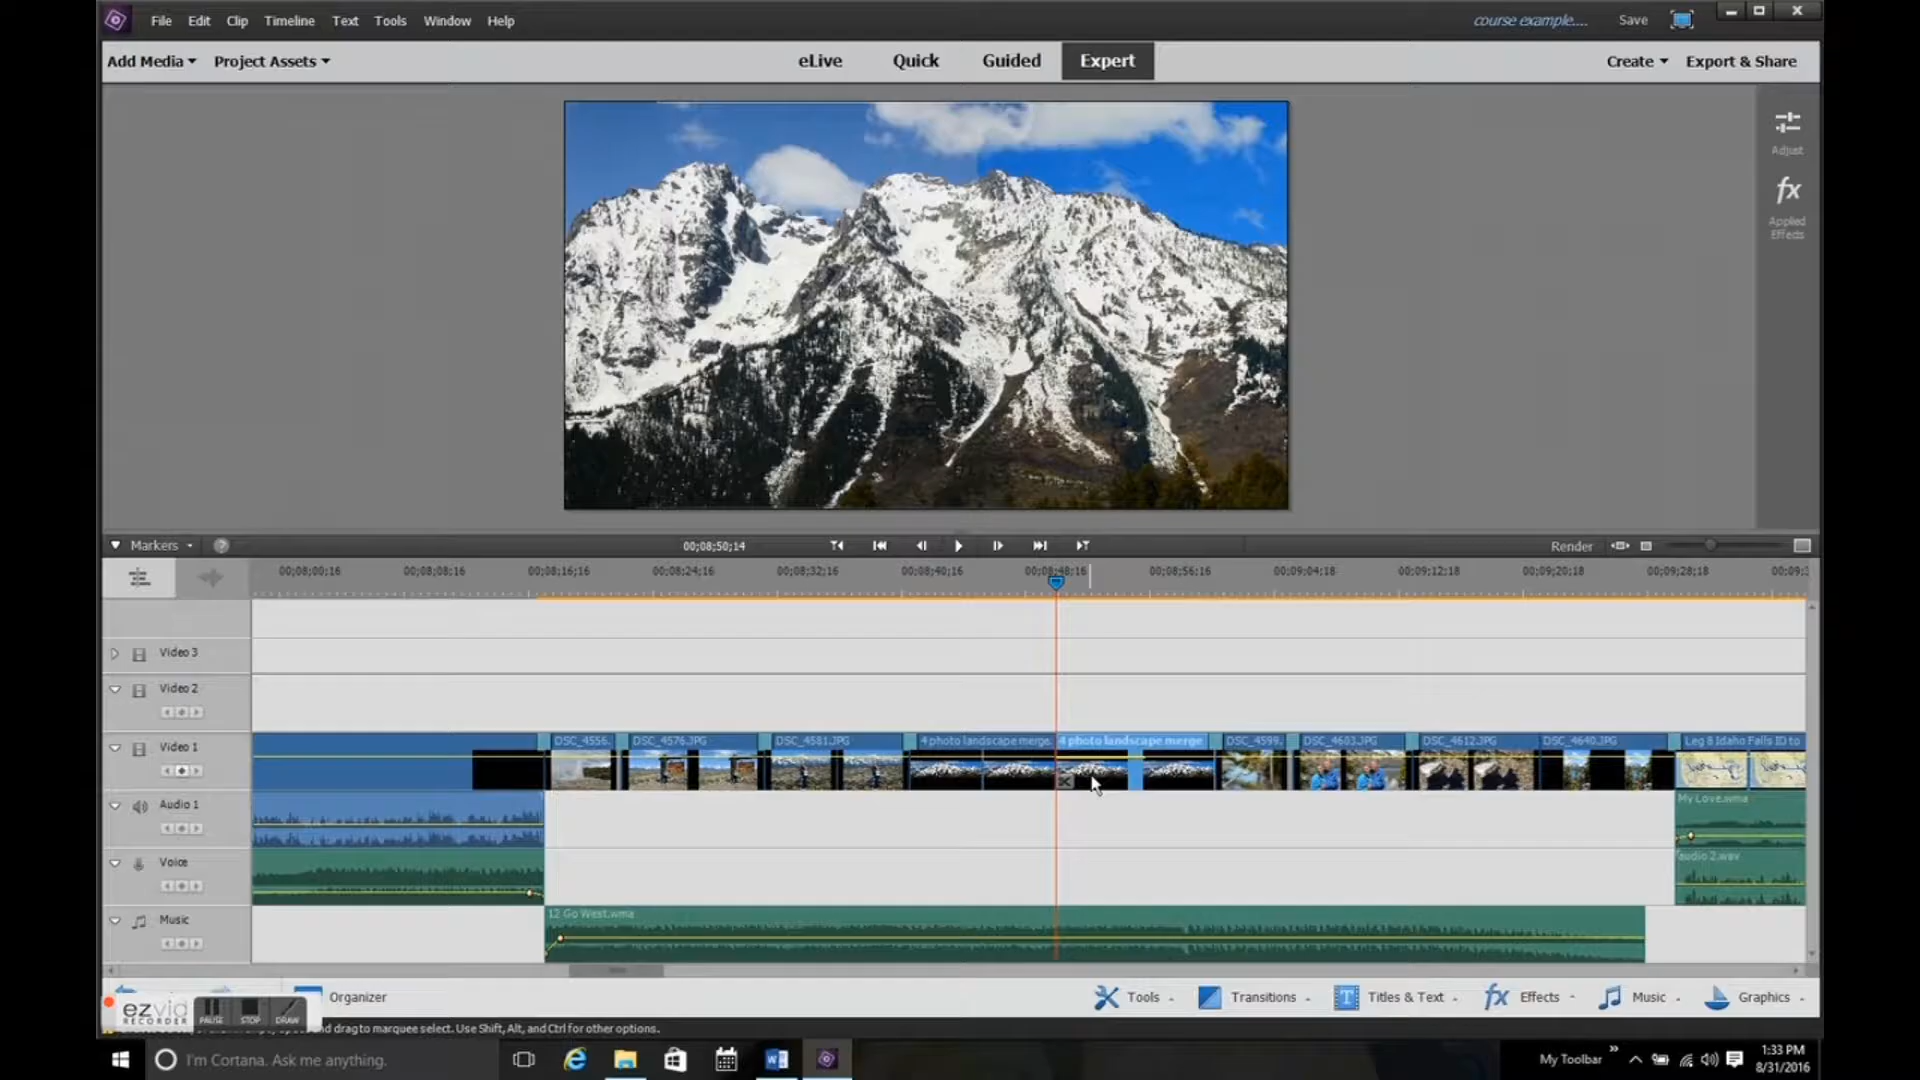 File Edit Clip Timeline Text Tools Window Help
course example....
Save
Add Media
Project Assets
eLive
Quick
Guided
Expert
Create
Export & Share
Adjust
fx
Applied
Effects
Markers
?
00;08;50;14
Render
00;08;00;16
00;08;08;16
00;08;16;16
00;08;24;16
00;08;32;16
00;08;40;16
00;08;48;16
00;08;56;16
00;09;04;18
00;09;12;18
00;09;20;18
00;09;28;18
Video 3
Video 2
Video 1
DSC_4556.
DSC_4576.JPG
DSC_4581.JPG
4 photo landscape merge.
4 photo landscape merge
DSC_4599.
DSC_4603.JPG
DSC_4612.JPG
DSC_4640.JPG
Leg 8 Idaho Falls ID to
Audio 1
My Love.wma
Voice
audio 2.wav
Music
12 Go West.wma
Organizer
Tools
Transitions
Titles & Text
fx
Effects
Music
Graphics
ezvid
RECORDER
PAUSE
STOP
DRAW
nd drag to marquee select. Use Shift, Alt, and Ctrl for other options.
I'm Cortana. Ask me anything.
My Toolbar
1:33 PM
8/31/2016